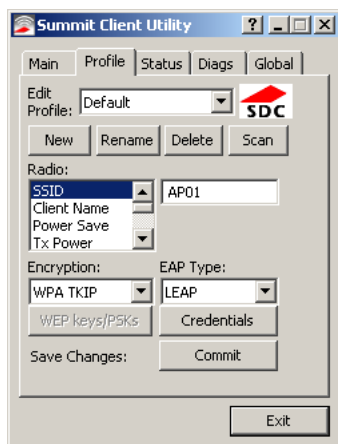 Summit Client Utility ?
Main Profile Status Diags Global
Edit Profile: Default SDC
New Rename Delete Scan
Radio:
SSID AP01
Client Name
Power Save
Tx Power
Encryption: EAP Type:
WPA TKIP LEAP
WEP keys/PSKs Credentials
Save Changes: Commit
Exit